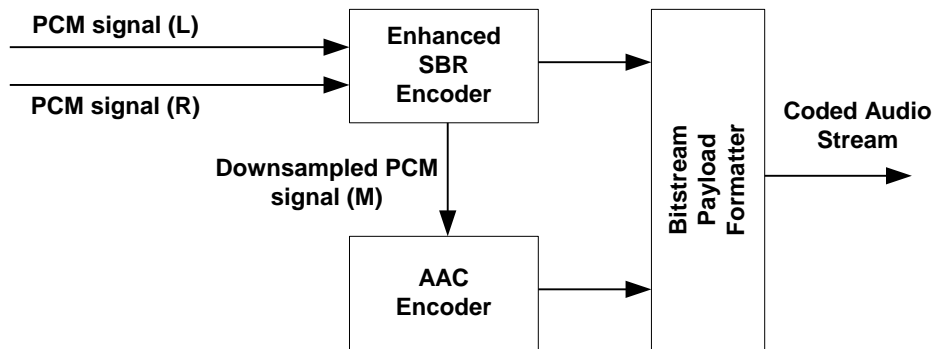 PCM signal (L)
PCM signal (R)
Enhanced
SBR
Encoder
Downsampled PCM
signal (M)
AAC
Encoder
Bitstream
Payload
Formatter
Coded Audio
Stream